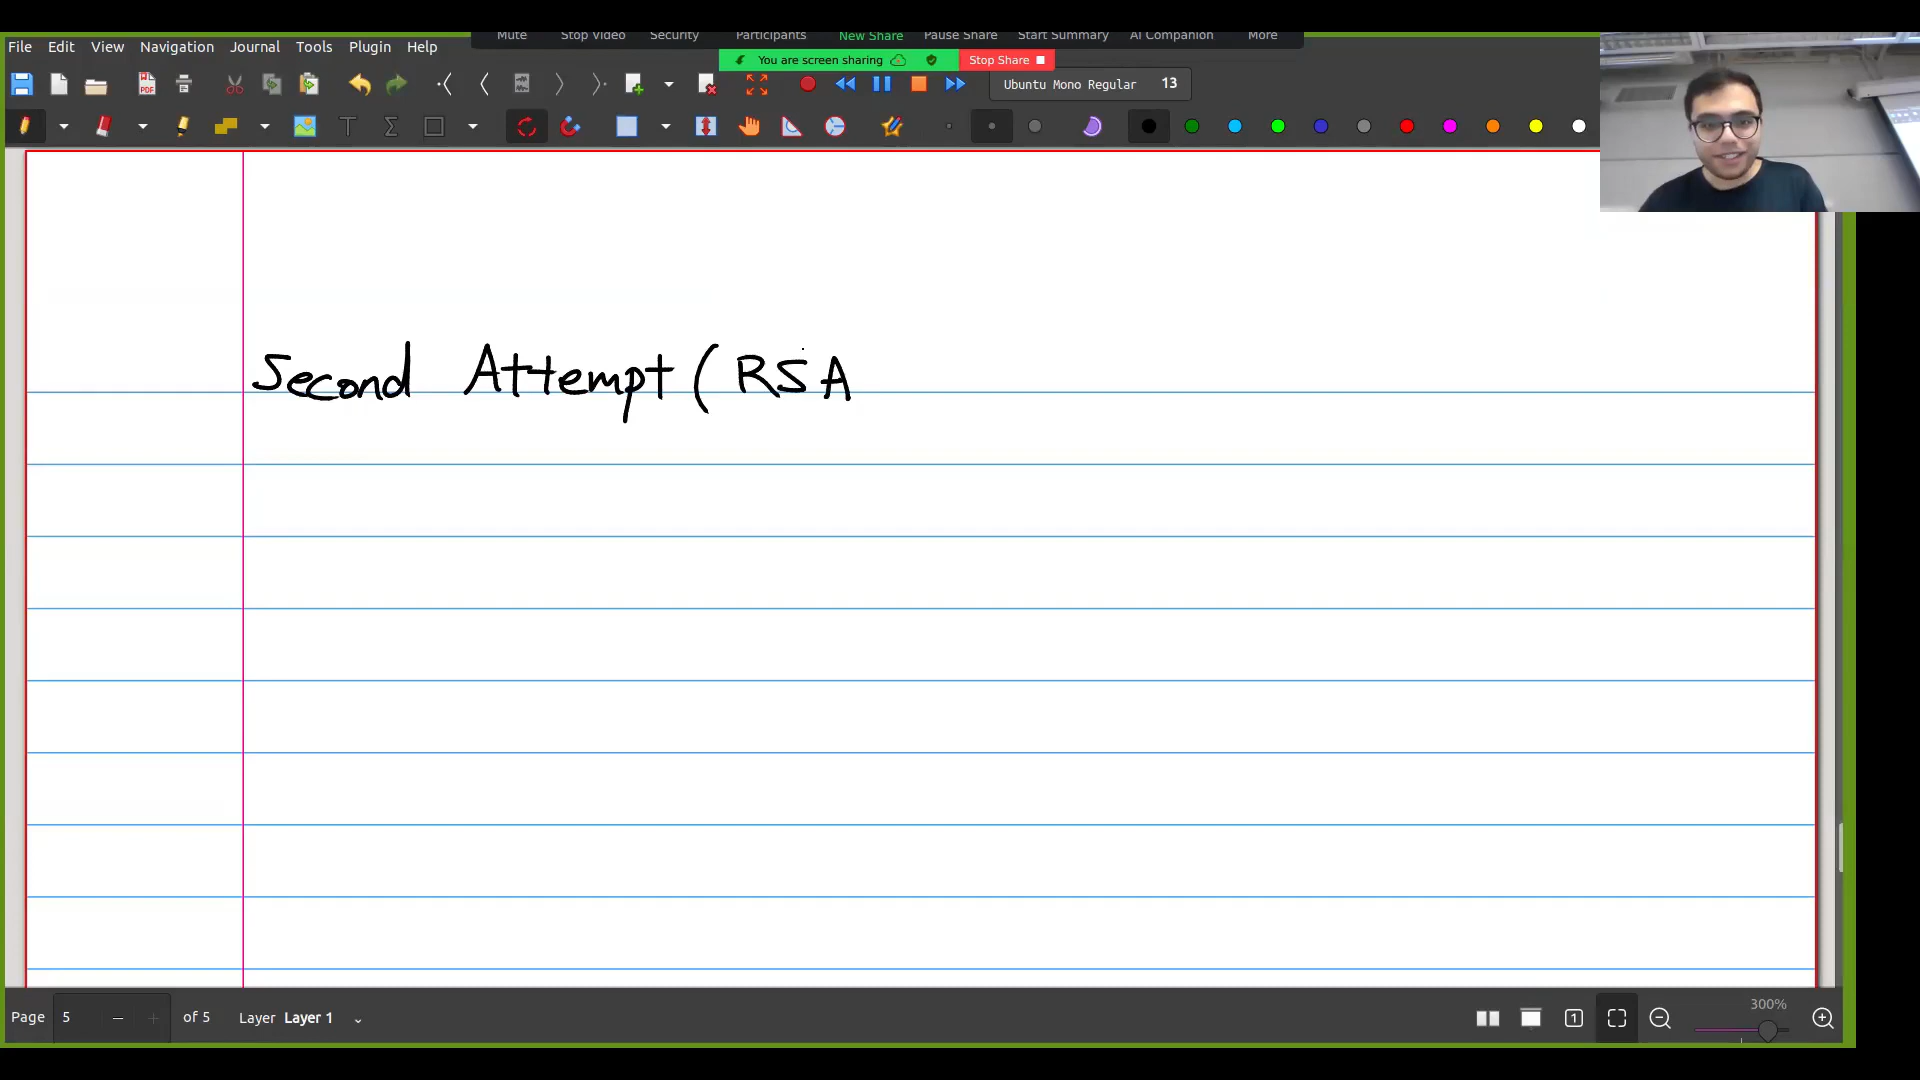 Mute Stop Video Security Participants New Share Pause Share Start Summary AI Companion More
File Edit View Navigation Journal Tools Plugin Help
You are screen sharing Stop Share
PDF Ubuntu Mono Regular 13
Second Attempt ( RSA
Page 5 of 5 Layer Layer 1 1 300%